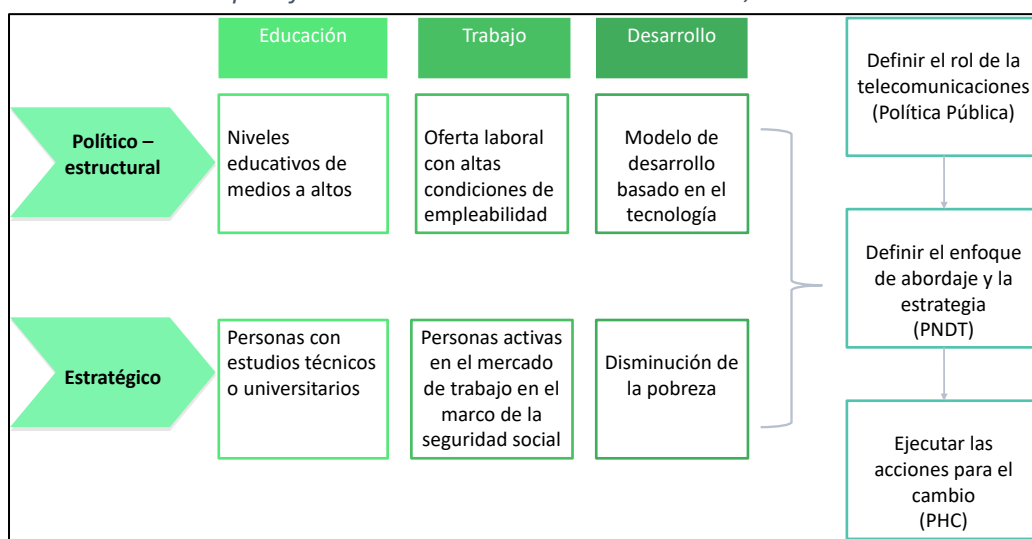 Educación
Trabajo
Desarrollo
Político –
estructural
Niveles
educativos de
medios a altos
Oferta laboral
con altas
condiciones de
empleabilidad
Modelo de
desarrollo
basado en el
tecnología
Estratégico
Personas con
estudios técnicos
o universitarios
Personas activas
en el mercado
de trabajo en el
marco de la
seguridad social
Disminución de
la pobreza
Definir el rol de la
telecomunicaciones
(Política Pública)
Definir el enfoque
de abordaje y la
estrategia
(PNDT)
Ejecutar las
acciones para el
cambio
(PHC)